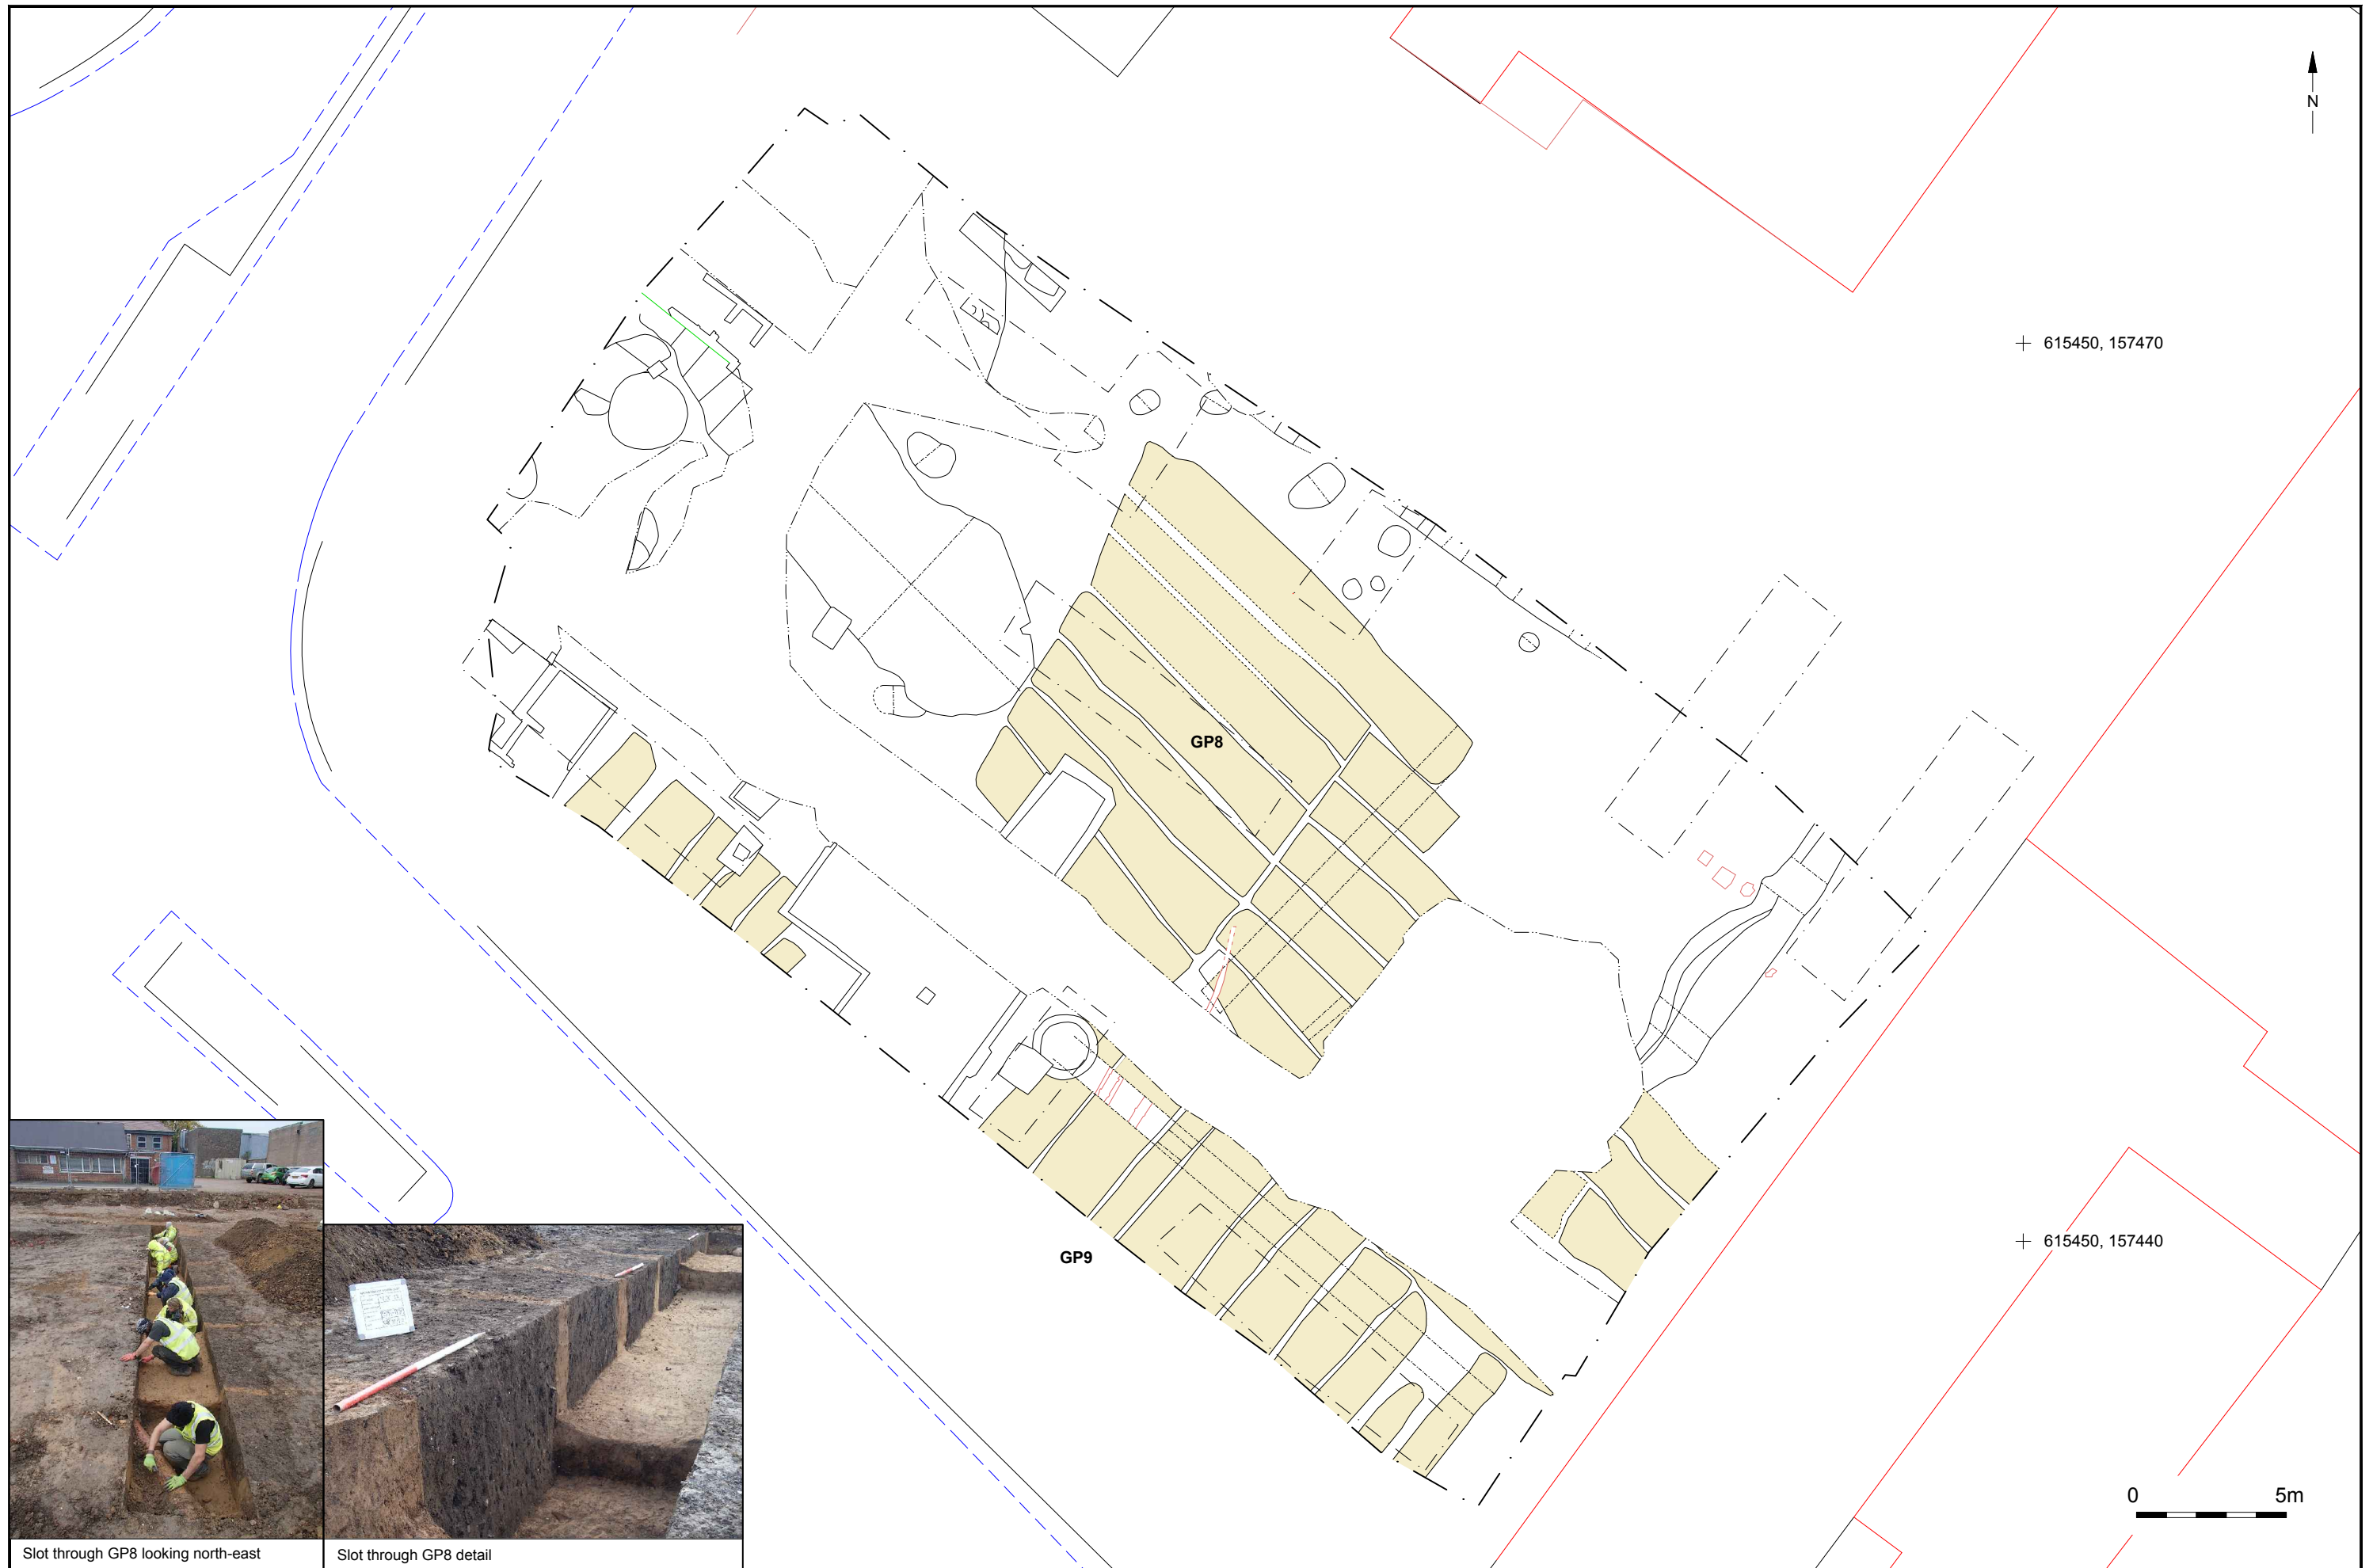 N
615450, 157470
GP8
GP9
615450, 157440
0 5m
Slot through GP8 looking north-east
Slot through GP8 detail